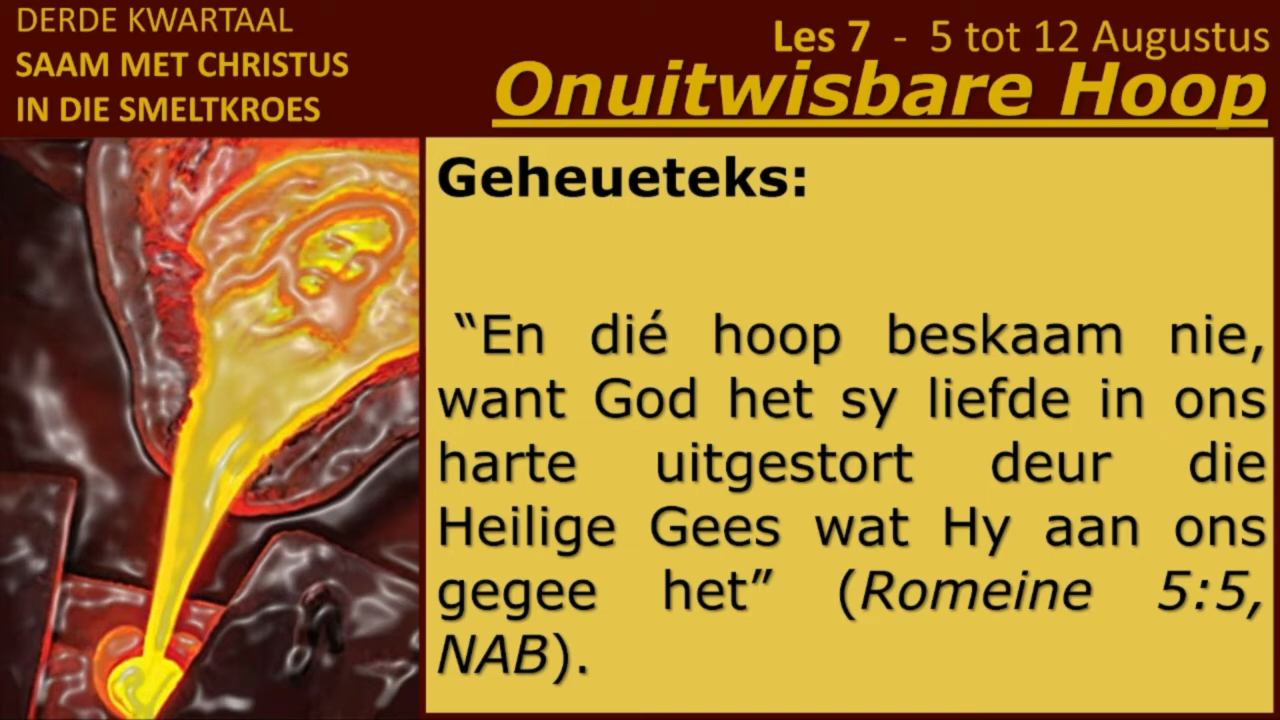 DERDE KWARTAAL
SAAM MET CHRISTUS
IN DIE SMELTKROES
Les 7 - 5 tot 12 Augustus
Onuitwisbare Hoop
Geheueteks:
“En dié hoop beskaam nie,
want God het sy liefde in ons
harte uitgestort deur die
Heilige Gees wat Hy aan ons
gegee het” (Romeine 5:5,
NAB).